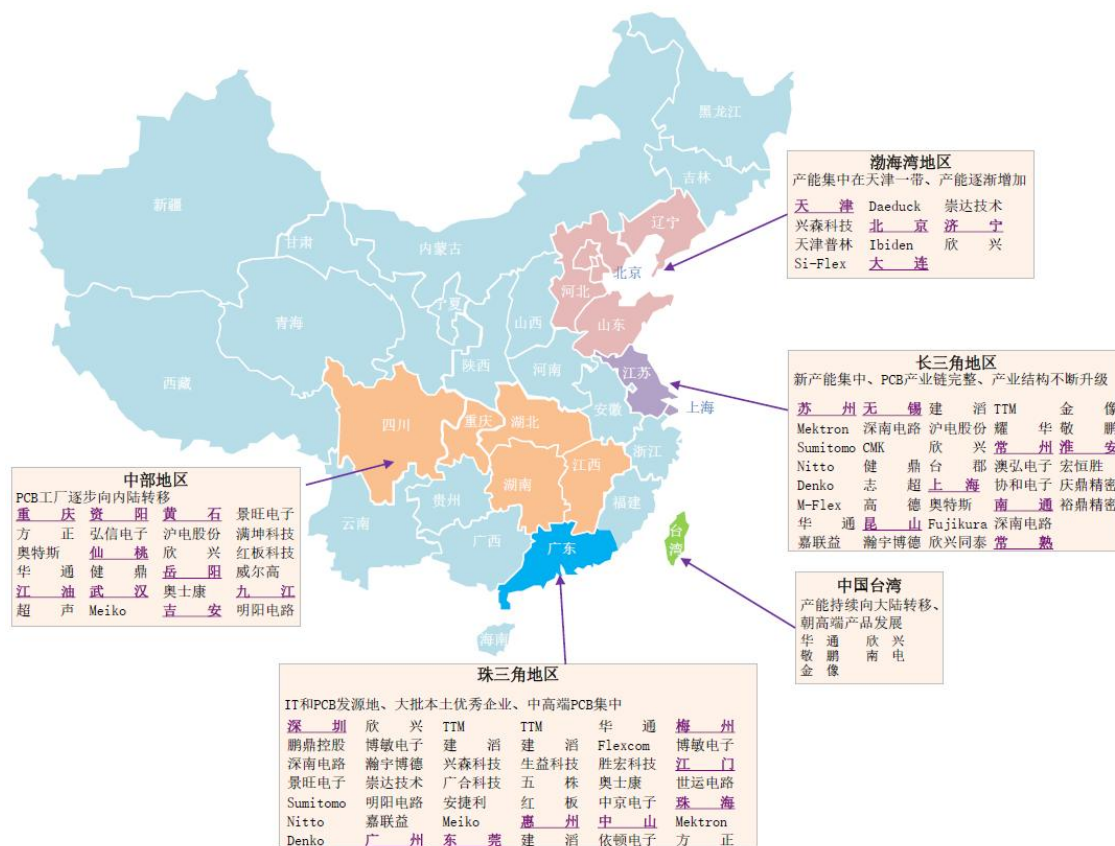 黑龙江
吉林
辽宁
新疆
甘肃
内蒙古
北京
河北
宁夏
山西
山东
青海
陕西
河南
江苏
西藏
安徽
上海
四川
重庆
湖北
浙江
江西
湖南
贵州
福建
云南
广西
广东
台湾
海南
渤海湾地区
产能集中在天津一带、产能逐渐增加
天津 Daeduck 崇达技术
兴森科技 北京 济宁
天津普林 Ibiden 欣兴
Si-Flex 大连
长三角地区
新产能集中、PCB产业链完整、产业结构不断升级
苏州 无锡 建滔 TTM 金像
Mektron 深南电路 沪电股份 耀华 敬鹏
Sumitomo CMK 欣兴 常州 淮安
Nitto 健鼎 台郡 澳弘电子 宏恒胜
Denko 志超 上海 协和电子 庆鼎精密
M-Flex 高德 奥特斯 南通 裕鼎精密
华通 昆山 Fujikura 深南电路
嘉联益 瀚宇博德 欣兴同泰 常熟
中部地区
PCB工厂逐步向内陆转移
重庆 资阳 黄石 景旺电子
方正 弘信电子 沪电股份 满坤科技
奥特斯 仙桃 欣兴 红板科技
华通 健鼎 岳阳 威尔高
江油 武汉 奥士康 九江
超声 Meiko 吉安 明阳电路
中国台湾
产能持续向大陆转移、
朝高端产品发展
华通 欣兴
敬鹏 南电
金像
珠三角地区
IT和PCB发源地、大批本土优秀企业、中高端PCB集中
深圳 欣兴 TTM TTM 华通 梅州
鹏鼎控股 博敏电子 建滔 建滔 Flexcom 博敏电子
深南电路 瀚宇博德 兴森科技 生益科技 胜宏科技 江门
景旺电子 崇达技术 广合科技 五株 奥士康 世运电路
Sumitomo 明阳电路 安捷利 红板 中京电子 珠海
Nitto 嘉联益 Meiko 惠州 中山 Mektron
Denko 广州 东莞 建滔 依顿电子 方正